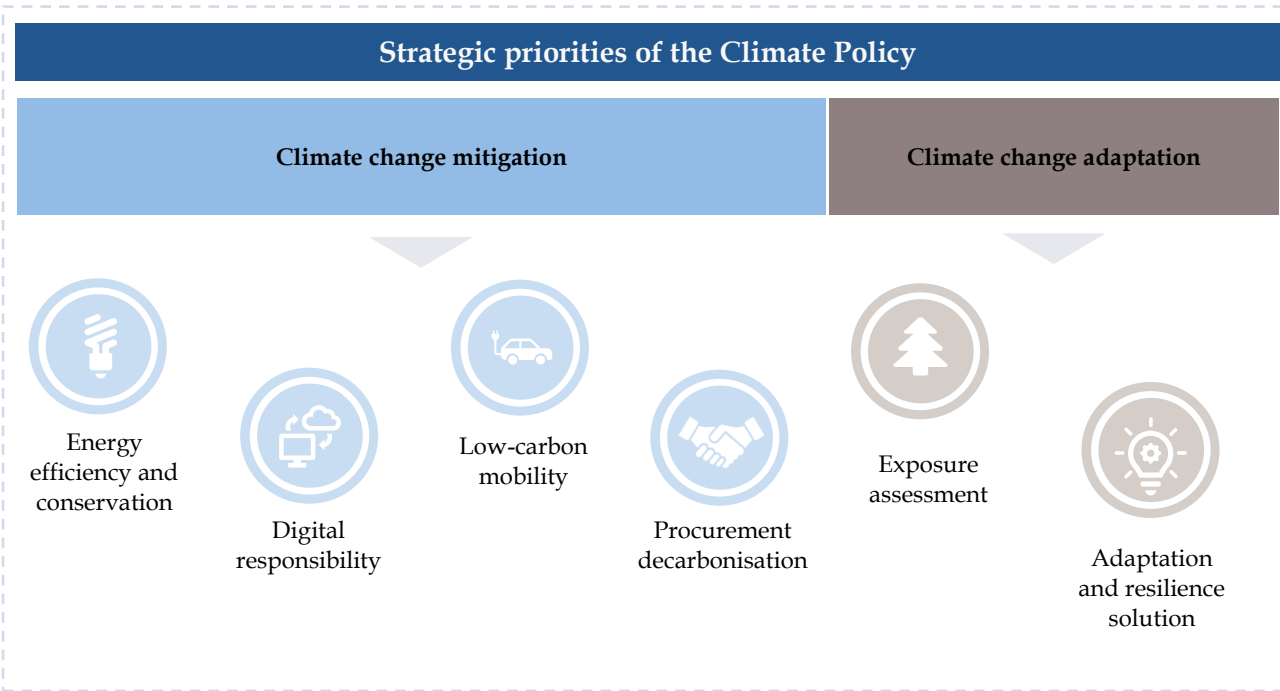 Strategic priorities of the Climate Policy
Climate change mitigation
Climate change adaptation
Energy
efficiency and
conservation
Digital
responsibility
Low-carbon
mobility
Procurement
decarbonisation
Exposure
assessment
Adaptation
and resilience
solution